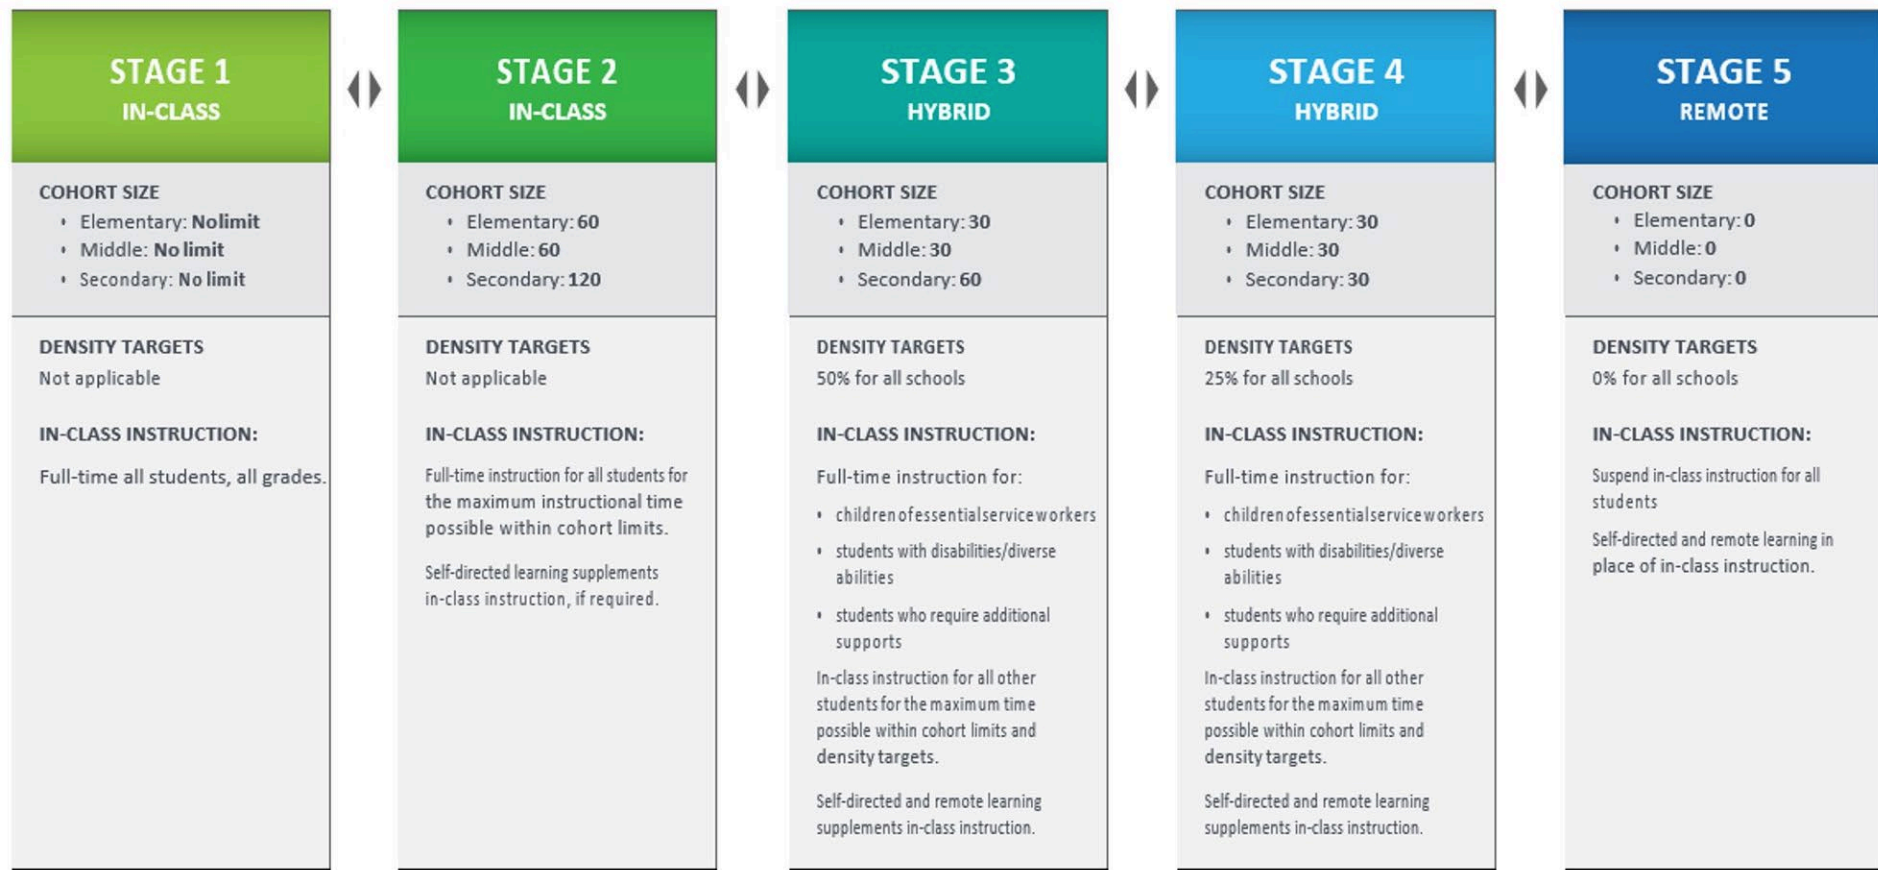 STAGE 1
IN-CLASS
COHORT SIZE
• Elementary: No limit
• Middle: No limit
• Secondary: No limit
DENSITY TARGETS
Not applicable
IN-CLASS INSTRUCTION:
Full-time all students, all grades.
STAGE 2
IN-CLASS
COHORT SIZE
• Elementary: 60
• Middle: 60
• Secondary: 120
DENSITY TARGETS
Not applicable
IN-CLASS INSTRUCTION:
Full-time instruction for all students for
the maximum instructional time
possible within cohort limits.
Self-directed learning supplements
in-class instruction, if required.
STAGE 3
HYBRID
COHORT SIZE
• Elementary: 30
• Middle: 30
• Secondary: 60
DENSITY TARGETS
50% for all schools
IN-CLASS INSTRUCTION:
Full-time instruction for:
• children of essential service workers
• students with disabilities/diverse
abilities
• students who require additional
supports
In-class instruction for all other
students for the maximum time
possible within cohort limits and
density targets.
Self-directed and remote learning
supplements in-class instruction.
STAGE 4
HYBRID
COHORT SIZE
• Elementary: 30
• Middle: 30
• Secondary: 30
DENSITY TARGETS
25% for all schools
IN-CLASS INSTRUCTION:
Full-time instruction for:
• children of essential service workers
• students with disabilities/diverse
abilities
• students who require additional
supports
In-class instruction for all other
students for the maximum time
possible within cohort limits and
density targets.
Self-directed and remote learning
supplements in-class instruction.
STAGE 5
REMOTE
COHORT SIZE
• Elementary: 0
• Middle: 0
• Secondary: 0
DENSITY TARGETS
0% for all schools
IN-CLASS INSTRUCTION:
Suspend in-class instruction for all
students
Self-directed and remote learning in
place of in-class instruction.